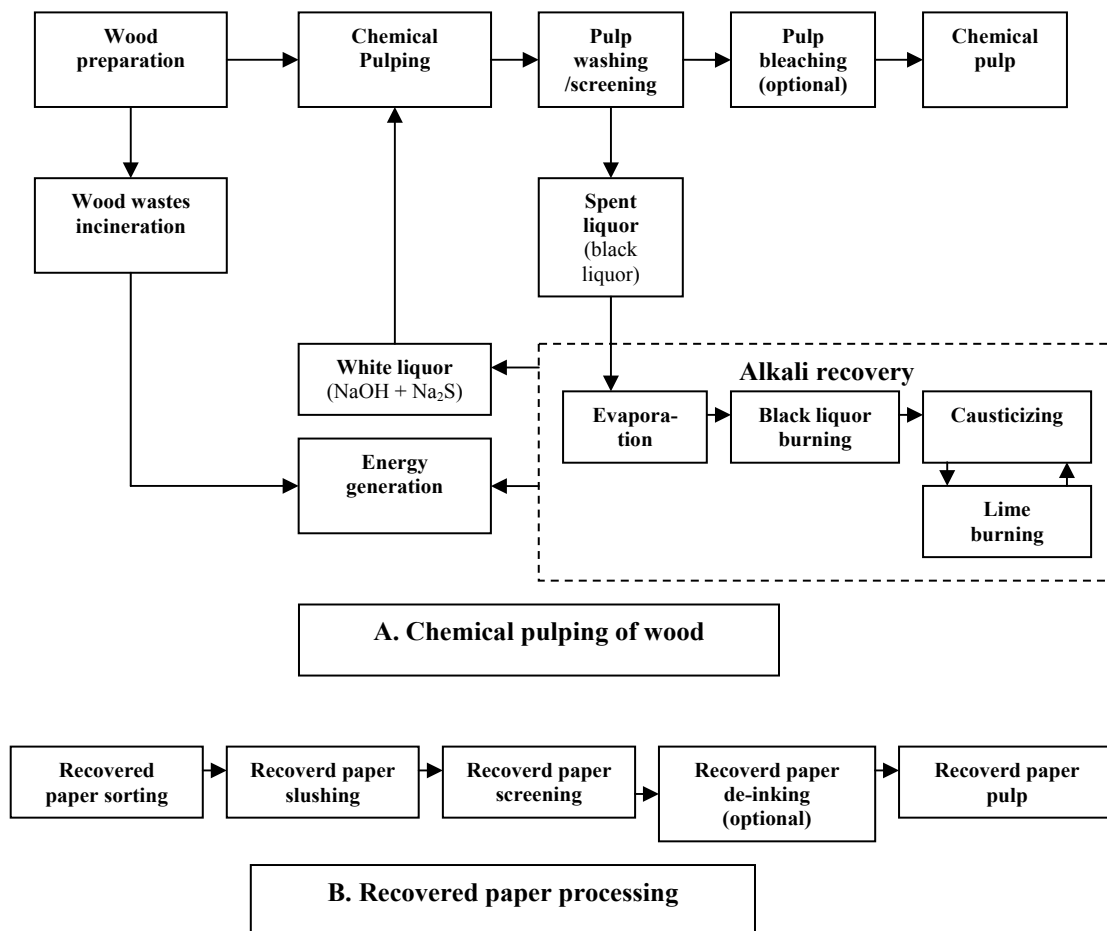 Wood
preparation
Chemical
Pulping
Pulp
washing
/screening
Pulp
bleaching
(optional)
Chemical
pulp
Wood wastes
incineration
Spent
liquor
(black
liquor)
White liquor
(NaOH + Na₂S)
Alkali recovery
Evapora-
tion
Black liquor
burning
Causticizing
Energy
generation
Lime
burning
A. Chemical pulping of wood
Recovered
paper sorting
Recoverd paper
slushing
Recoverd paper
screening
Recoverd paper
de-inking
(optional)
Recoverd paper
pulp
B. Recovered paper processing